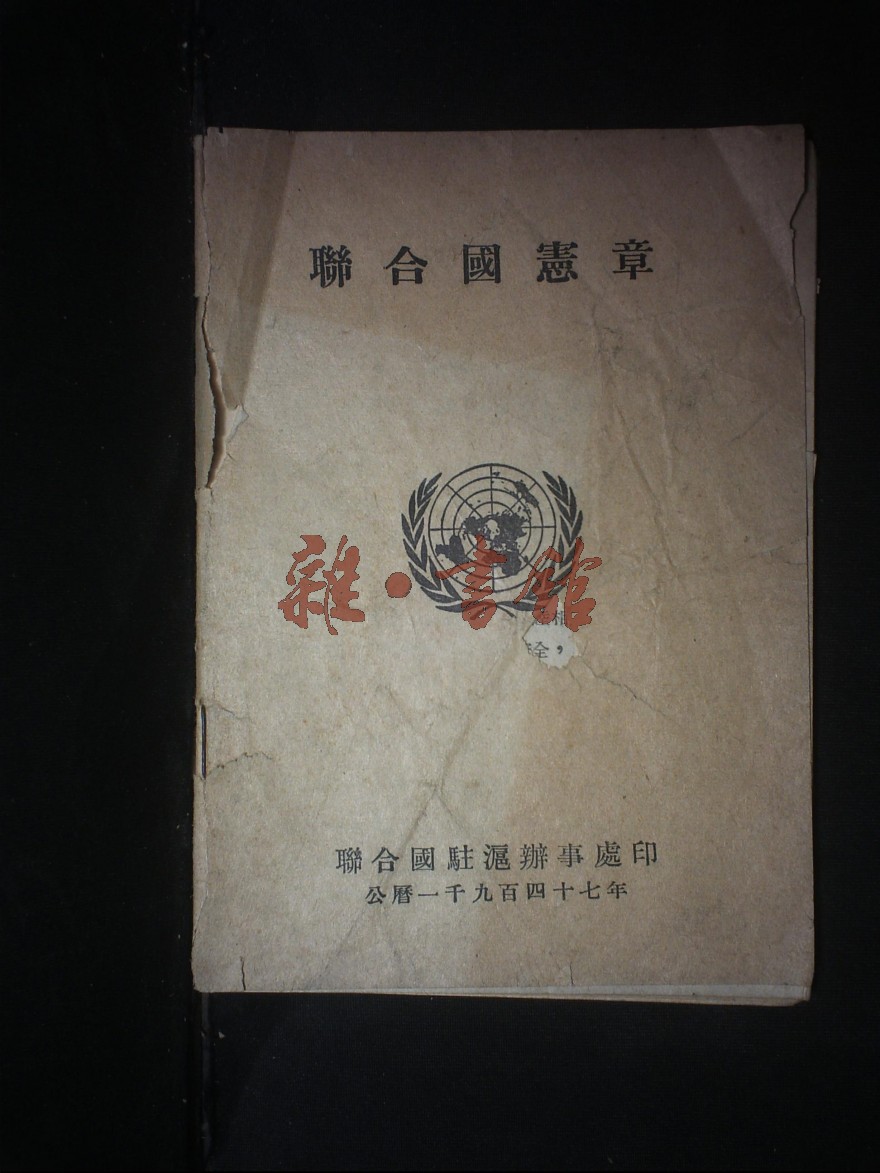 聯合國憲章
雜·書館
全，
聯合國駐滬辦事處印
公曆一千九百四十七年